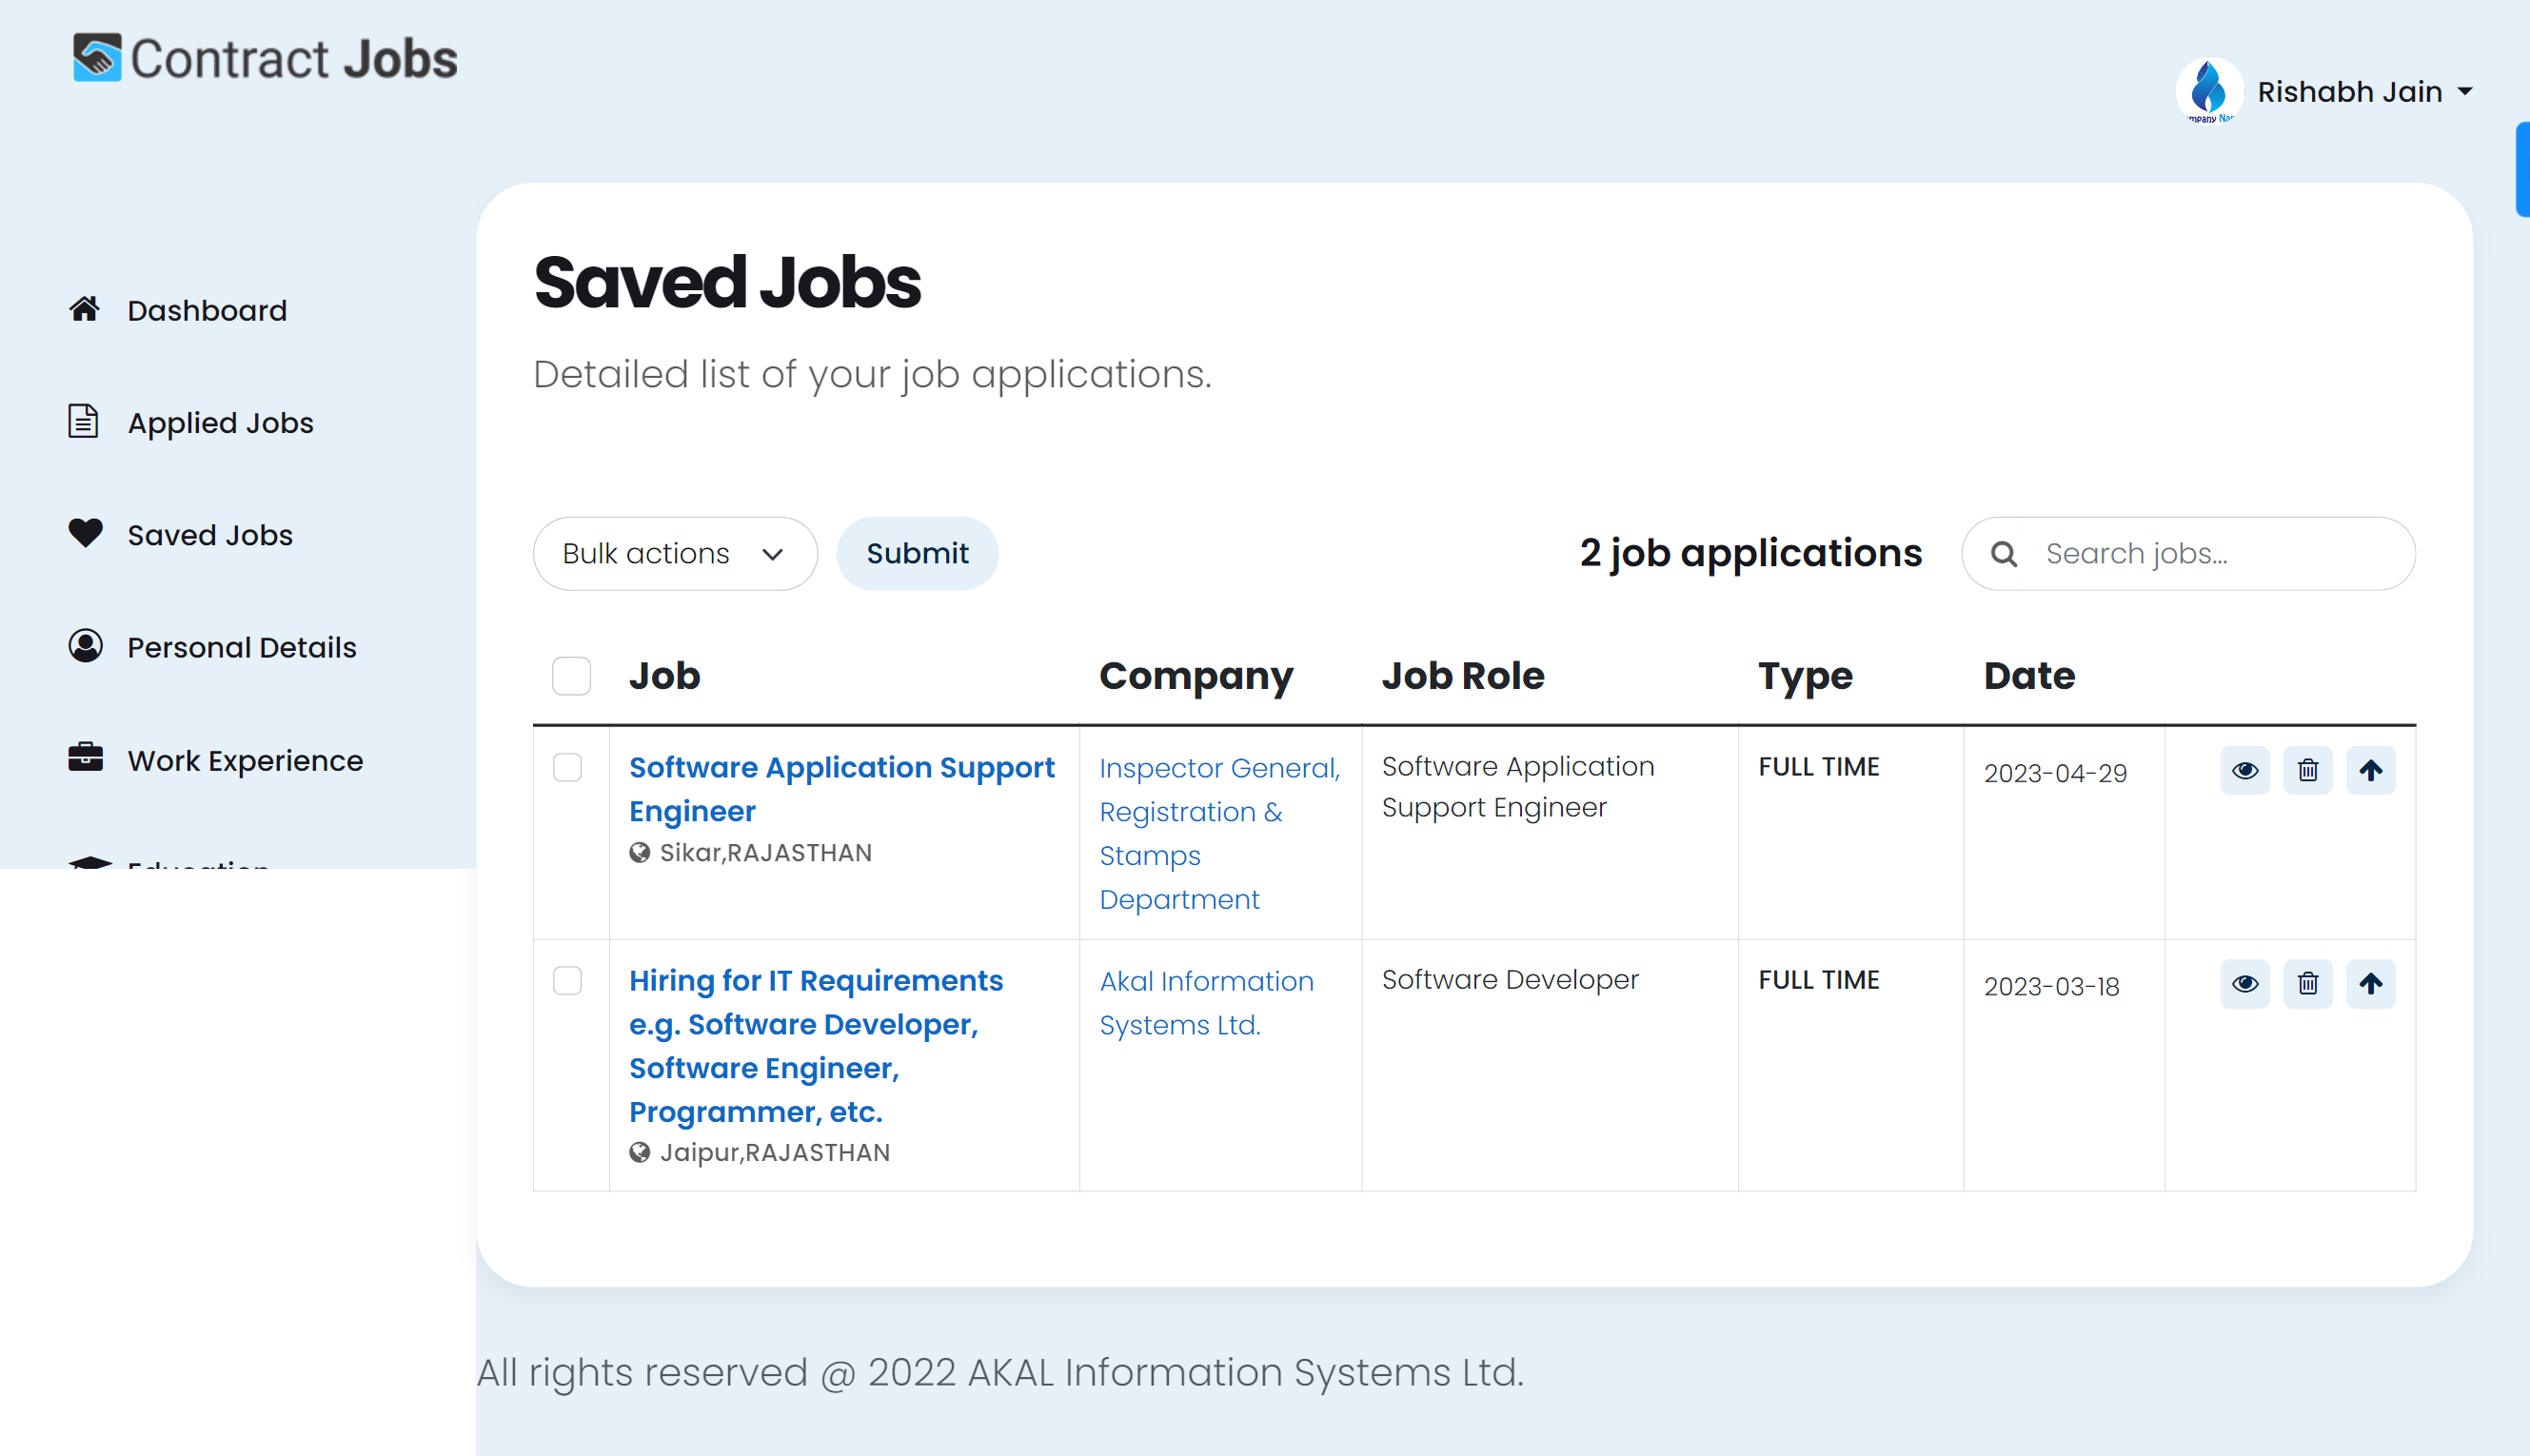 Contract Jobs
mpany Na
Rishabh Jain
Dashboard
Applied Jobs
Saved Jobs
Personal Details
Work Experience
Education
Saved Jobs
Detailed list of your job applications.
Bulk actions
Submit
2 job applications
Search jobs...
Job
Company
Job Role
Type
Date
Software Application Support
Engineer
Sikar,RAJASTHAN
Inspector General,
Registration &
Stamps
Department
Software Application
Support Engineer
FULL TIME
2023-04-29
Hiring for IT Requirements
e.g. Software Developer,
Software Engineer,
Programmer, etc.
Jaipur,RAJASTHAN
Akal Information
Systems Ltd.
Software Developer
FULL TIME
2023-03-18
All rights reserved @ 2022 AKAL Information Systems Ltd.